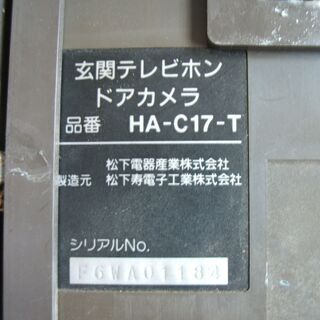 玄関テレビホン
ドアカメラ
品番 HA-C17-T
松下電器産業株式会社
製造元 松下寿電子工業株式会社
シリアルNo.
F6WA01184